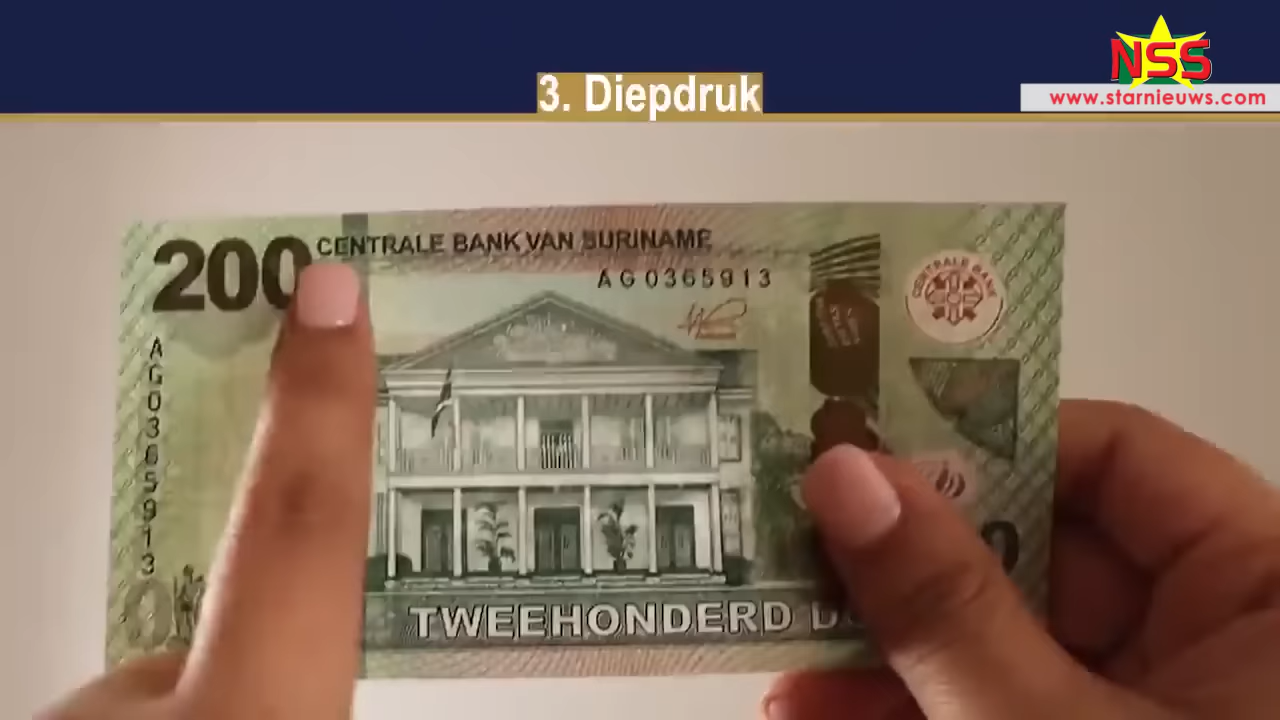 NSS
www.starnieuws.com
3. Diepdruk
200
CENTRALE BANK VAN SURINAME
AG0365913
CENTRALE BANK
AG0365913
TWEEHONDERD